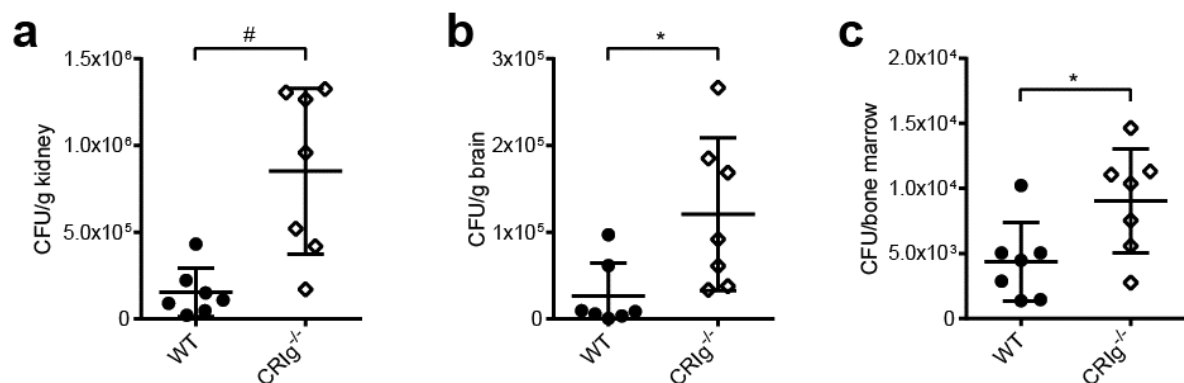 a
#
1.5x10⁶
1.0x10⁶
5.0x10⁵
0
CFU/g kidney
WT
CRIg⁻/⁻
b
*
3x10⁵
2x10⁵
1x10⁵
0
CFU/g brain
WT
CRIg⁻/⁻
c
*
2.0x10⁴
1.5x10⁴
1.0x10⁴
5.0x10³
0
CFU/bone marrow
WT
CRIg⁻/⁻